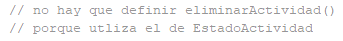 // no hay que definir eliminarActividad()
// porque utliza el de EstadoActividad